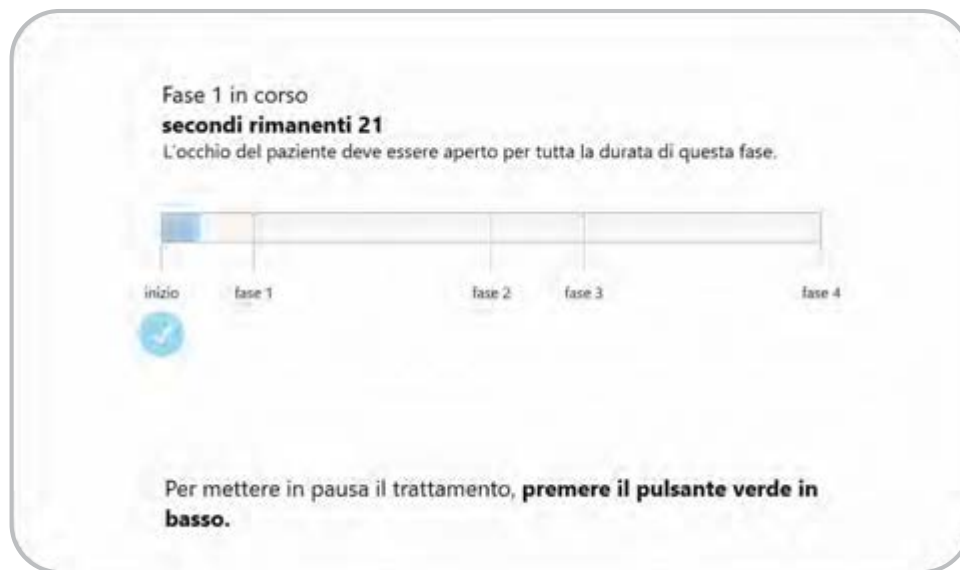 Fase 1 in corso
secondi rimanenti 21
L'occhio del paziente deve essere aperto per tutta la durata di questa fase.
inizio fase 1 fase 2 fase 3 fase 4
Per mettere in pausa il trattamento, premere il pulsante verde in
basso.